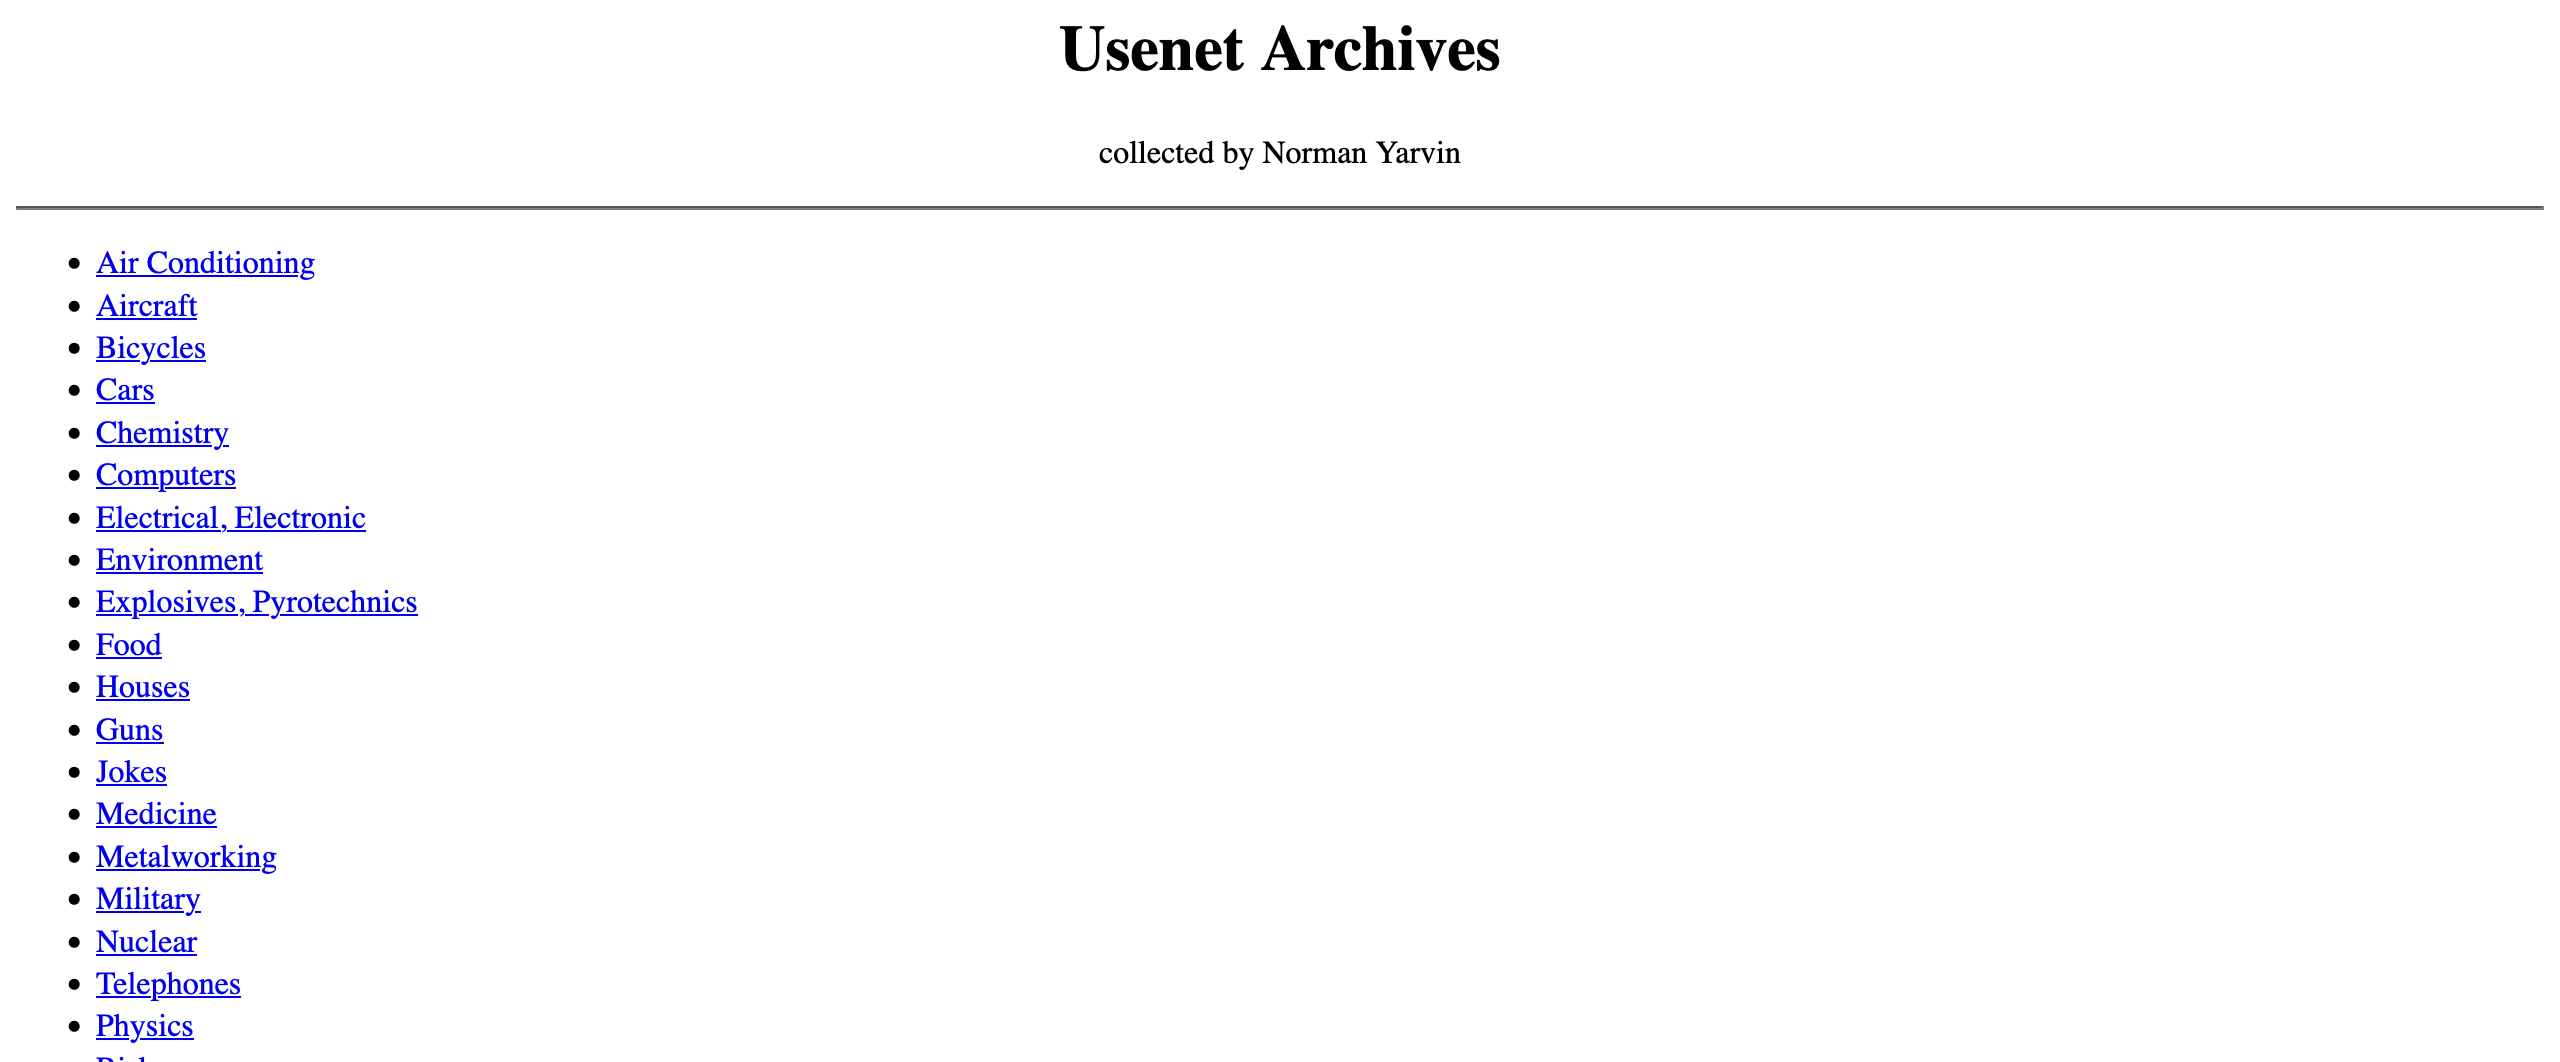 Usenet Archives
collected by Norman Yarvin
Air Conditioning
Aircraft
Bicycles
Cars
Chemistry
Computers
Electrical, Electronic
Environment
Explosives, Pyrotechnics
Food
Houses
Guns
Jokes
Medicine
Metalworking
Military
Nuclear
Telephones
Physics